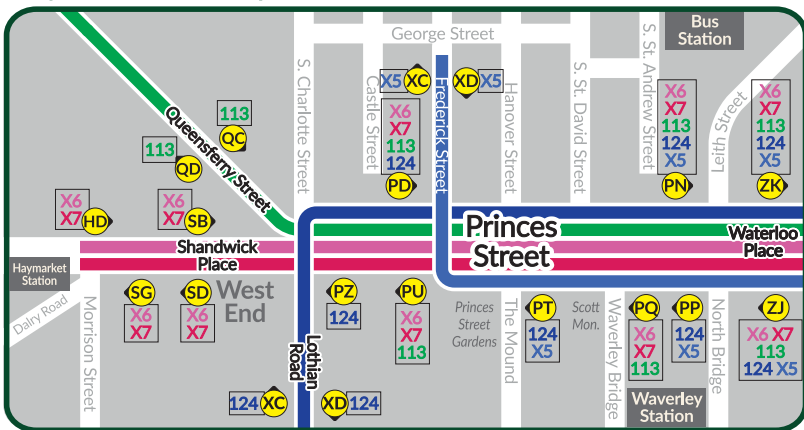 George Street
Bus
Station
S. Charlotte Street
Castle Street
Frederick Street
Hanover Street
S. St. David Street
S. St. Andrew Street
Leith Street
Queensferry Street
113
QC
113
QD
X6
X7
HD
X6
X7
SB
X5
XC
XD
X5
X6
X7
113
124
PD
X6
X7
113
124
X5
PN
X6
X7
113
124
X5
ZK
Princes
Street
Waterloo
Place
Shandwick
Place
Haymarket
Station
Dalry Road
Morrison Street
SG
X6
X7
SD
X6
X7
West
End
Lothian
Road
PZ
124
PU
X6
X7
113
Princes
Street
Gardens
The Mound
PT
124
X5
Scott
Mon.
Waverley Bridge
PQ
X6
X7
113
PP
124
X5
North Bridge
ZJ
X6 X7
113
124 X5
124
XC
XD
124
Waverley
Station